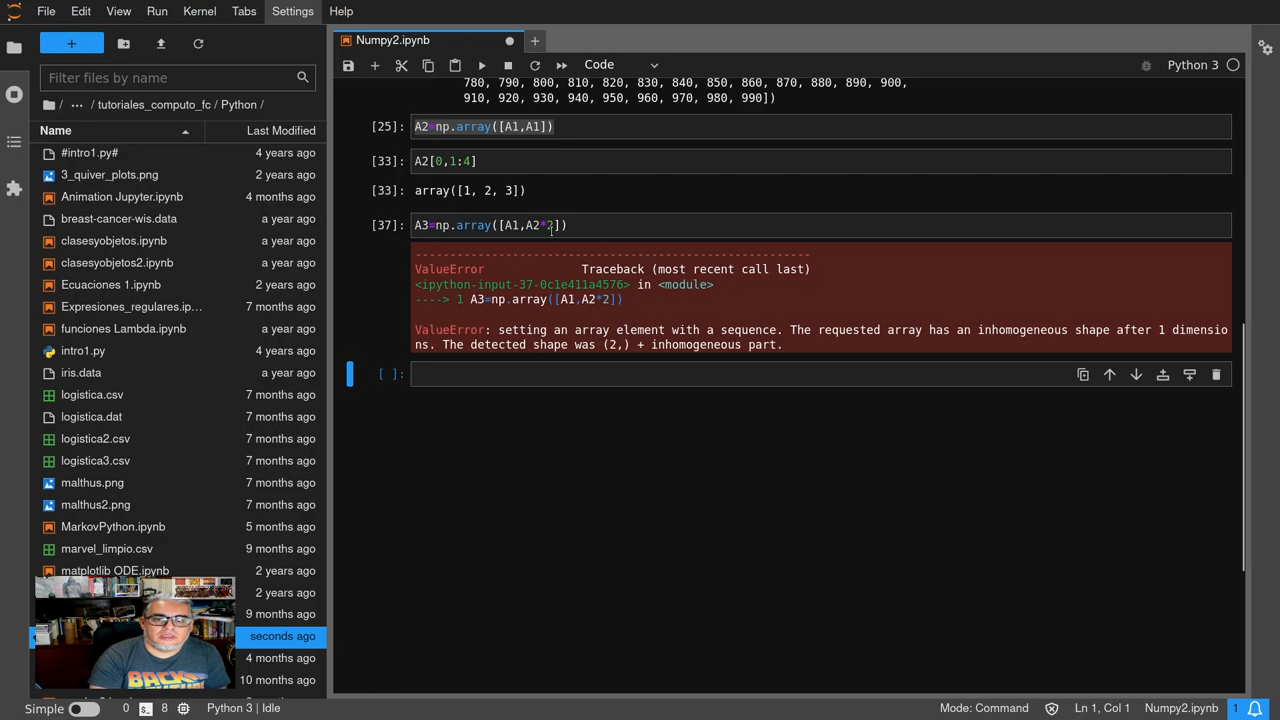 File Edit View Run Kernel Tabs Settings Help
+
Filter files by name
/ ... / tutoriales_computo_fc / Python /
Name Last Modified
#intro1.py# 4 years ago
3_quiver_plots.png 2 years ago
Animation Jupyter.ipynb 4 months ago
breast-cancer-wis.data a year ago
clasesyobjetos.ipynb a year ago
clasesyobjetos2.ipynb a year ago
Ecuaciones 1.ipynb 2 years ago
Expresiones_regulares.ip... 2 years ago
funciones Lambda.ipynb a year ago
intro1.py 4 years ago
iris.data a year ago
logistica.csv 7 months ago
logistica.dat 7 months ago
logistica2.csv 7 months ago
logistica3.csv 7 months ago
malthus.png 7 months ago
malthus2.png 7 months ago
MarkovPython.ipynb 5 months ago
marvel_limpio.csv 9 months ago
matplotlib ODE.ipynb 2 years ago
2 years ago
9 months ago
seconds ago
4 months ago
10 months ago
BACK
FUTURE
Numpy2.ipynb
+
Code
Python 3
780, 790, 800, 810, 820, 830, 840, 850, 860, 870, 880, 890, 900,
910, 920, 930, 940, 950, 960, 970, 980, 990])
[25]: A2=np.array([A1,A1])
[33]: A2[0,1:4]
[33]: array([1, 2, 3])
[37]: A3=np.array([A1,A2*2])
---------------------------------------------------
ValueError Traceback (most recent call last)
<ipython-input-37-0c1e411a4576> in <module>
----> 1 A3=np.array([A1,A2*2])
ValueError: setting an array element with a sequence. The requested array has an inhomogeneous shape after 1 dimensio
ns. The detected shape was (2,) + inhomogeneous part.
[ ]:
Simple 0 8 Python 3 | Idle Mode: Command Ln 1, Col 1 Numpy2.ipynb 1